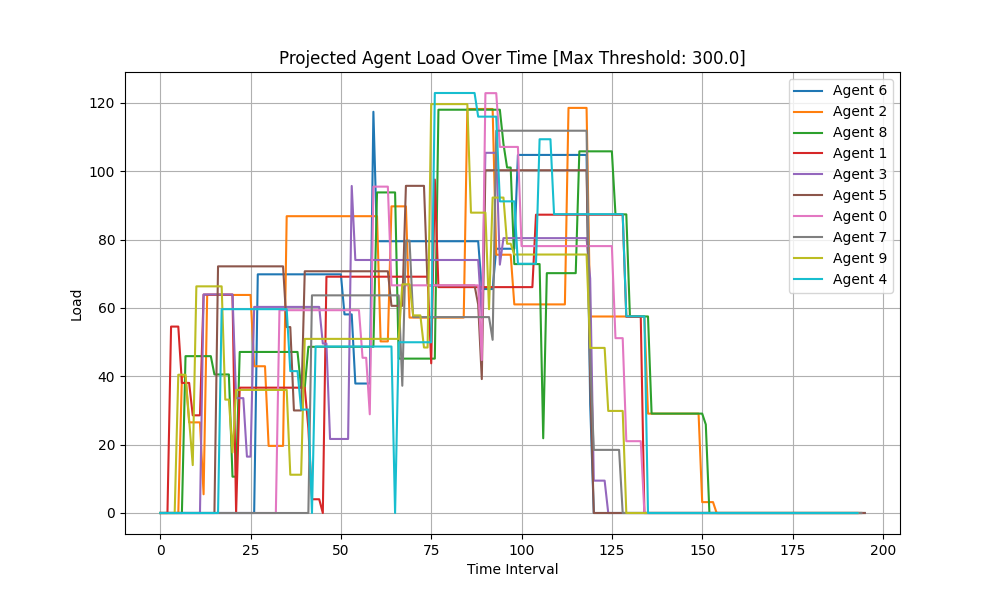 Projected Agent Load Over Time [Max Threshold: 300.0]
Load
120
100
80
60
40
20
0
0 25 50 75 100 125 150 175 200
Time Interval
Agent 6
Agent 2
Agent 8
Agent 1
Agent 3
Agent 5
Agent 0
Agent 7
Agent 9
Agent 4